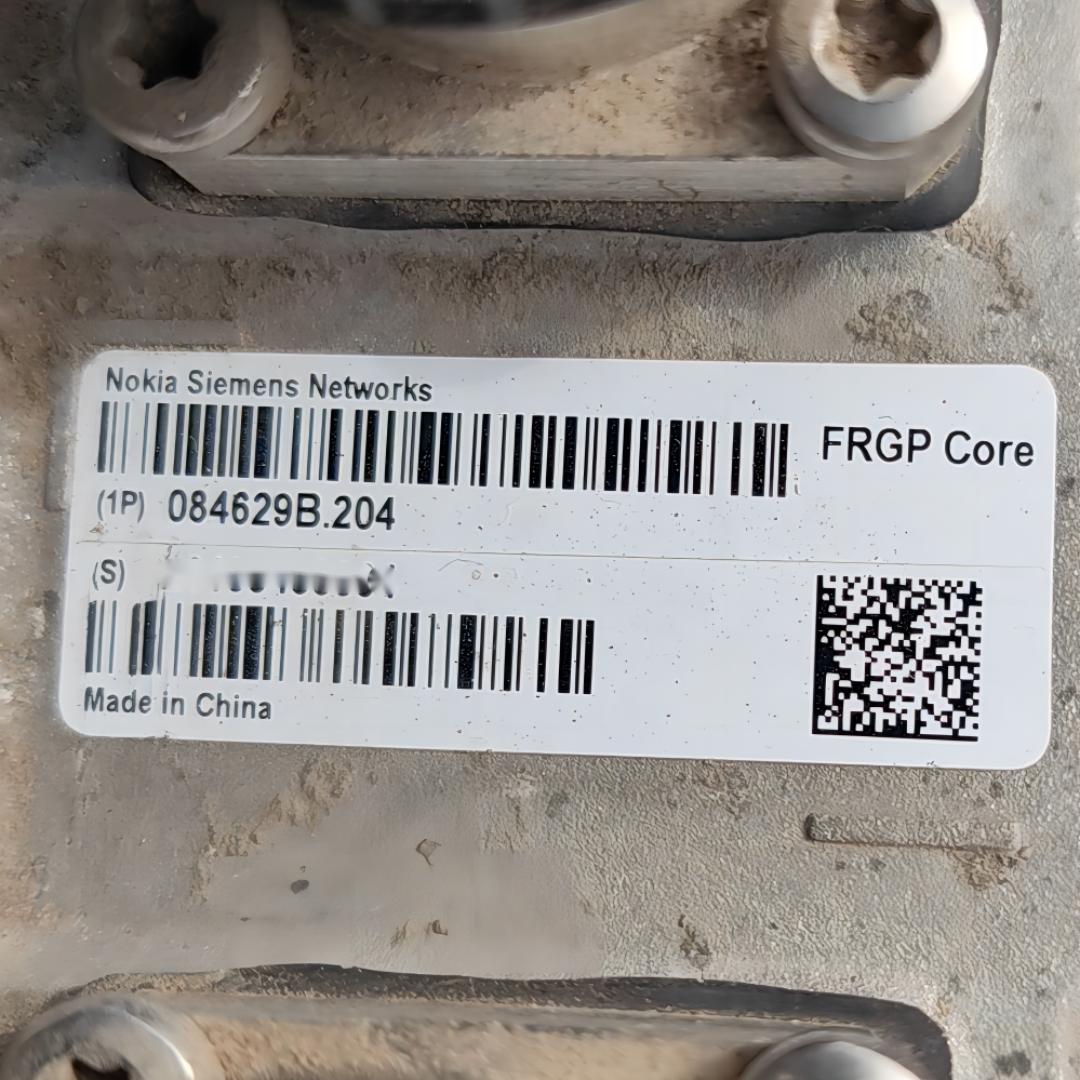 Nokia Siemens Networks
FRGP Core
(1P) 084629B.204
(S)
Made in China